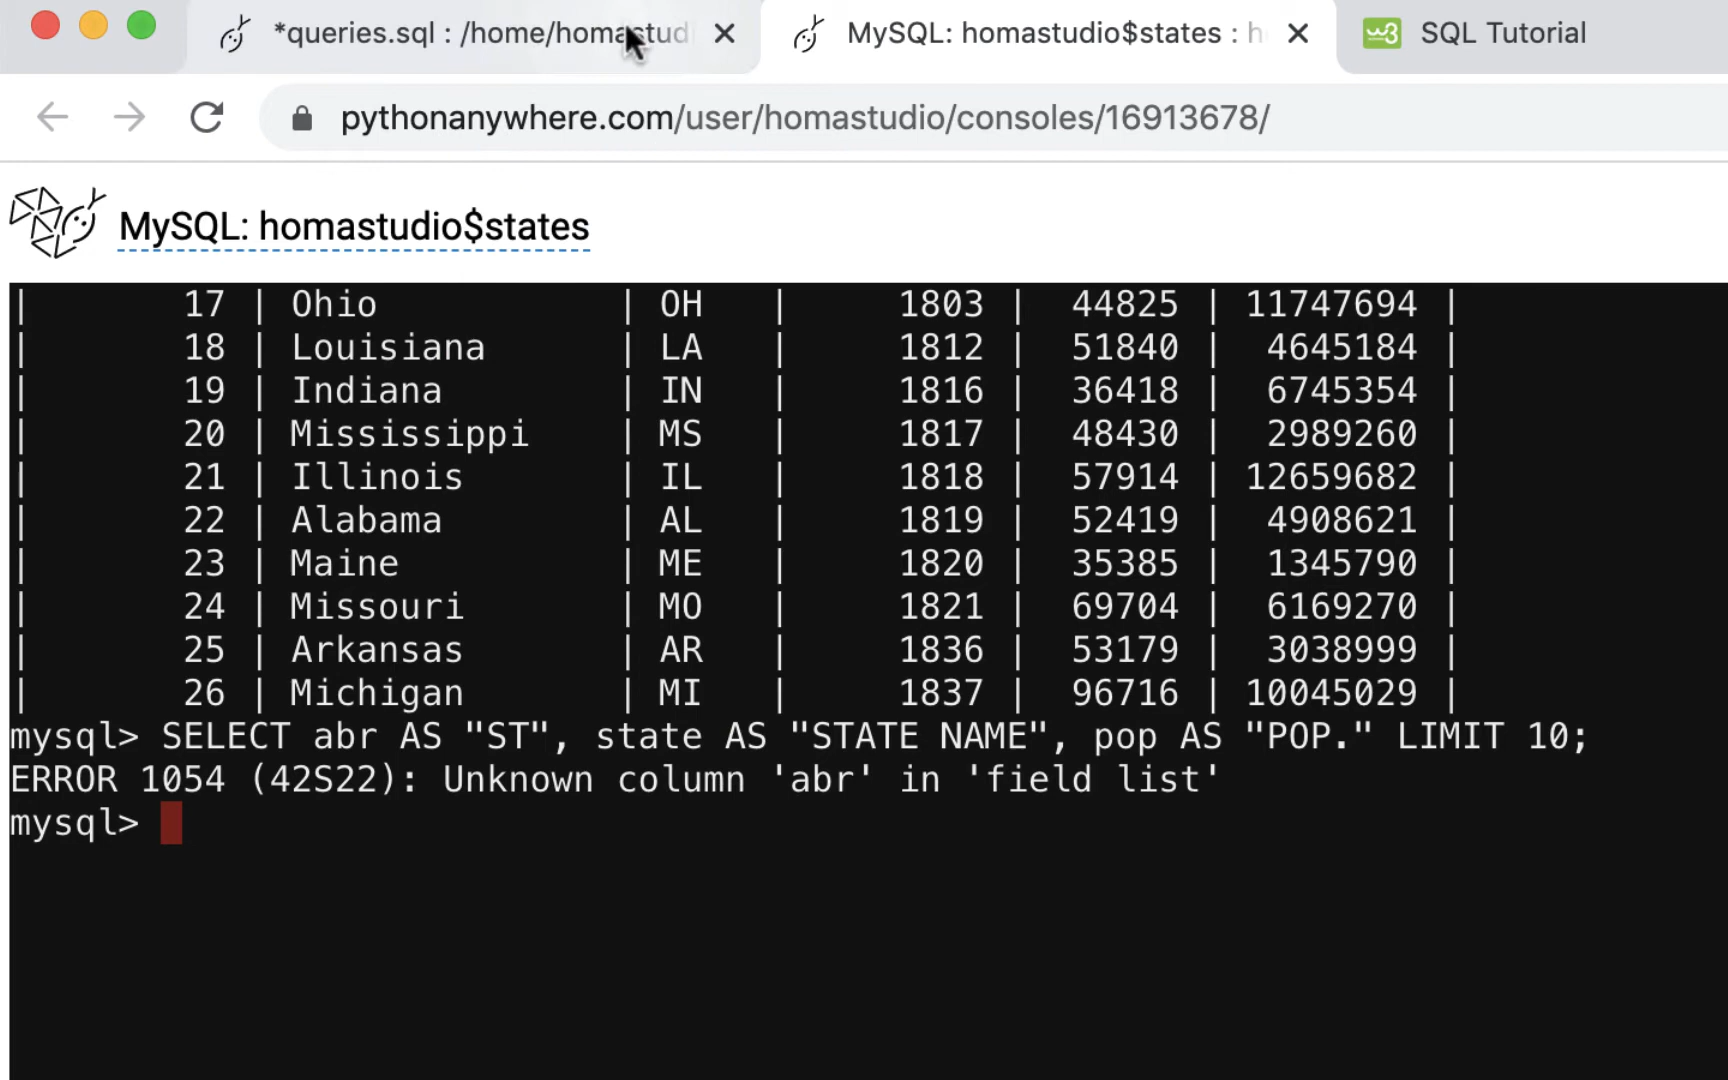 *queries.sql : /home/homastudi
MySQL: homastudio$states : h
w3 SQL Tutorial
pythonanywhere.com/user/homastudio/consoles/16913678/
MySQL: homastudio$states
| 17 | Ohio | OH | 1803 | 44825 | 11747694 |
| 18 | Louisiana | LA | 1812 | 51840 | 4645184 |
| 19 | Indiana | IN | 1816 | 36418 | 6745354 |
| 20 | Mississippi | MS | 1817 | 48430 | 2989260 |
| 21 | Illinois | IL | 1818 | 57914 | 12659682 |
| 22 | Alabama | AL | 1819 | 52419 | 4908621 |
| 23 | Maine | ME | 1820 | 35385 | 1345790 |
| 24 | Missouri | MO | 1821 | 69704 | 6169270 |
| 25 | Arkansas | AR | 1836 | 53179 | 3038999 |
| 26 | Michigan | MI | 1837 | 96716 | 10045029 |
mysql> SELECT abr AS "ST", state AS "STATE NAME", pop AS "POP." LIMIT 10;
ERROR 1054 (42S22): Unknown column 'abr' in 'field list'
mysql>